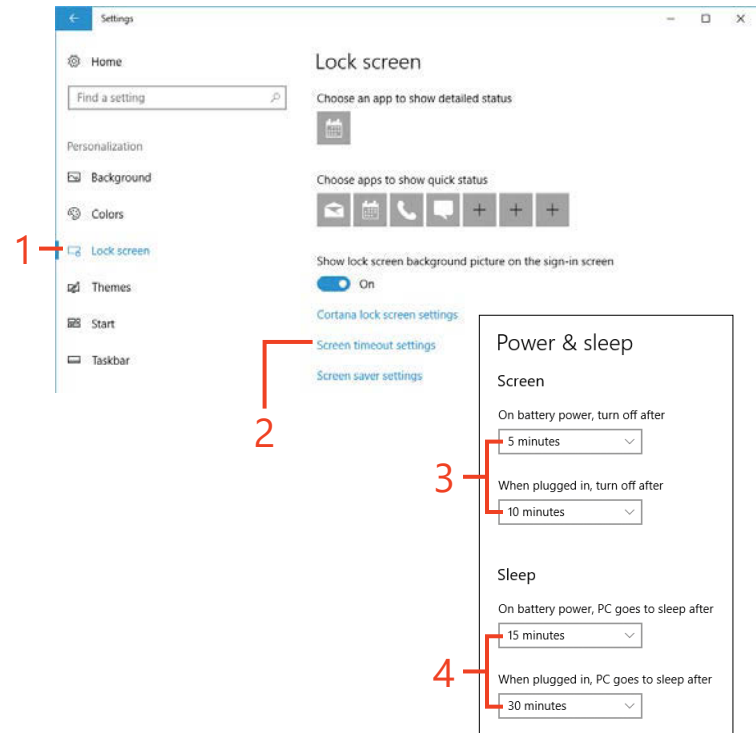 Settings
Home
Find a setting
Personalization
Background
Colors
1
Lock screen
Themes
Start
Taskbar
Lock screen
Choose an app to show detailed status
Choose apps to show quick status
Show lock screen background picture on the sign-in screen
On
Cortana lock screen settings
Screen timeout settings
Screen saver settings
2
Power & sleep
Screen
On battery power, turn off after
5 minutes
3
When plugged in, turn off after
10 minutes
Sleep
On battery power, PC goes to sleep after
15 minutes
4
When plugged in, PC goes to sleep after
30 minutes